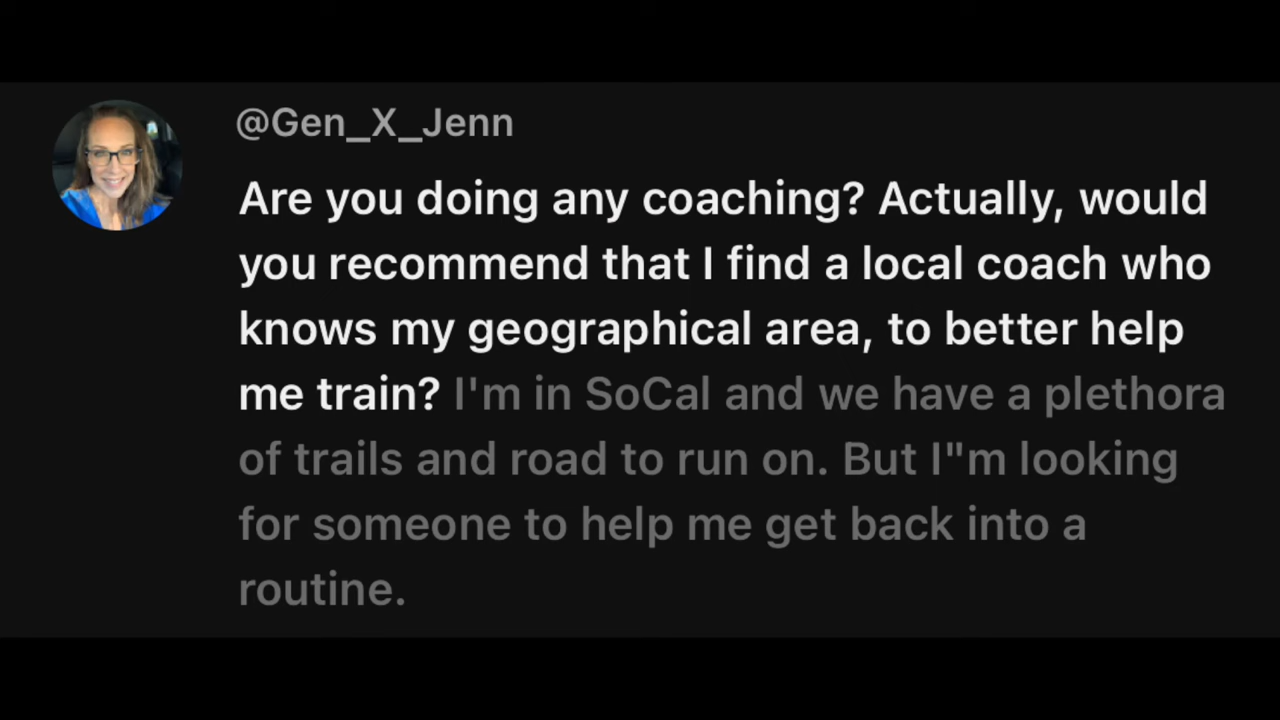 @Gen_X_Jenn
Are you doing any coaching? Actually, would
you recommend that I find a local coach who
knows my geographical area, to better help
me train? I'm in SoCal and we have a plethora
of trails and road to run on. But I"m looking
for someone to help me get back into a
routine.